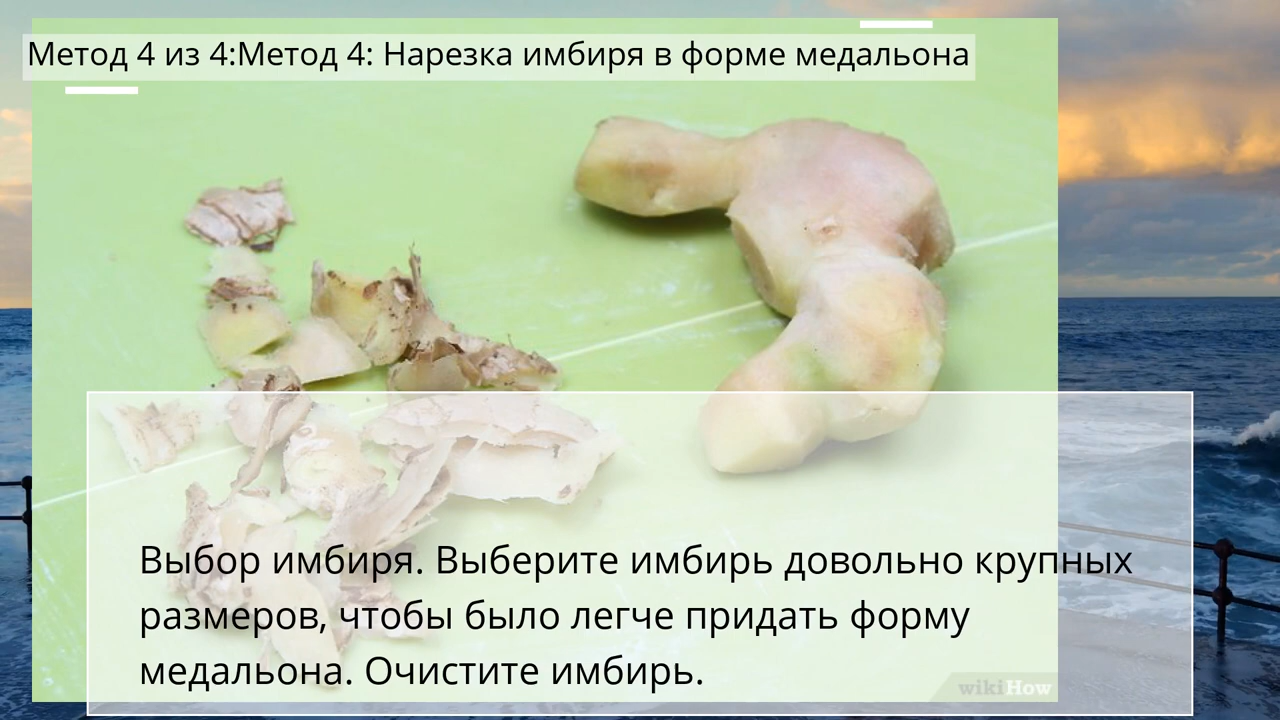 Метод 4 из 4:Метод 4: Нарезка имбиря в форме медальона
Выбор имбиря. Выберите имбирь довольно крупных
размеров, чтобы было легче придать форму
медальона. Очистите имбирь.
wikiHow